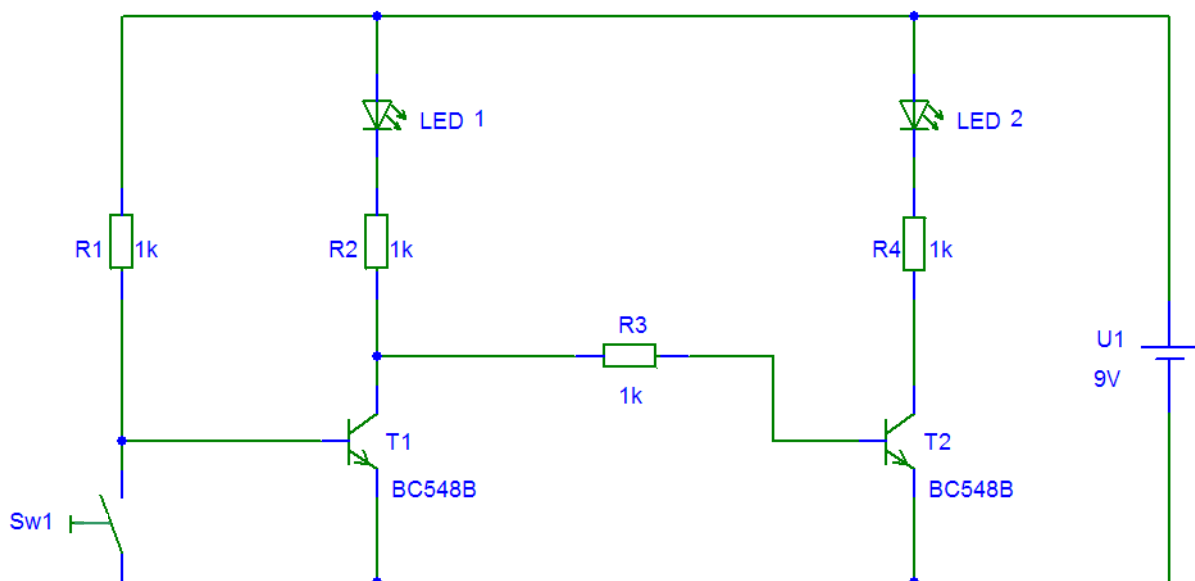 LED 1
LED 2
R1 1k
R2 1k
R4 1k
R3
1k
U1
9V
T1
T2
BC548B
BC548B
Sw1